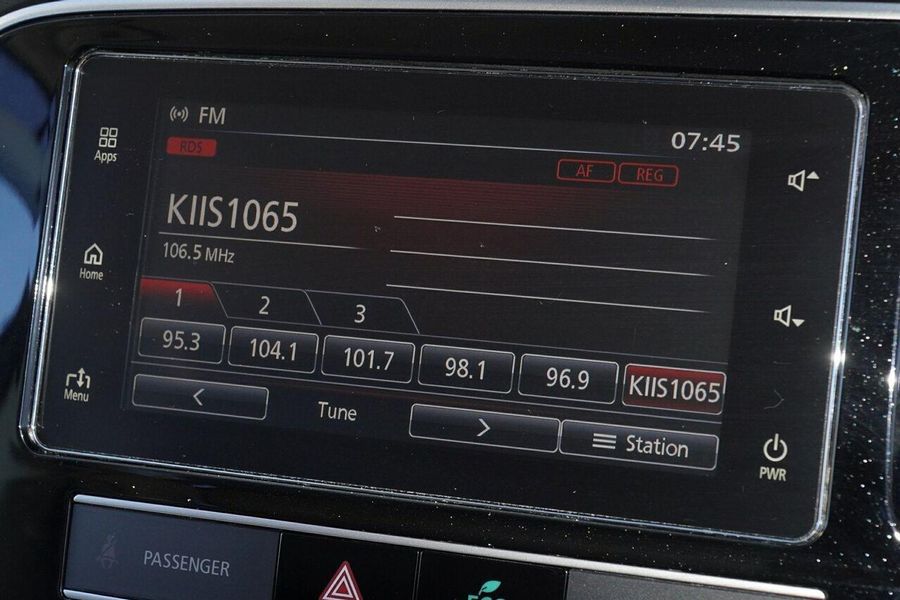 FM
07:45
Apps
RDS
AF REG
KIIS1065
106.5 MHz
Home
1 2 3
95.3 104.1 101.7 98.1 96.9 KIIS1065
Menu
< Tune > Station
PWR
PASSENGER
ECO